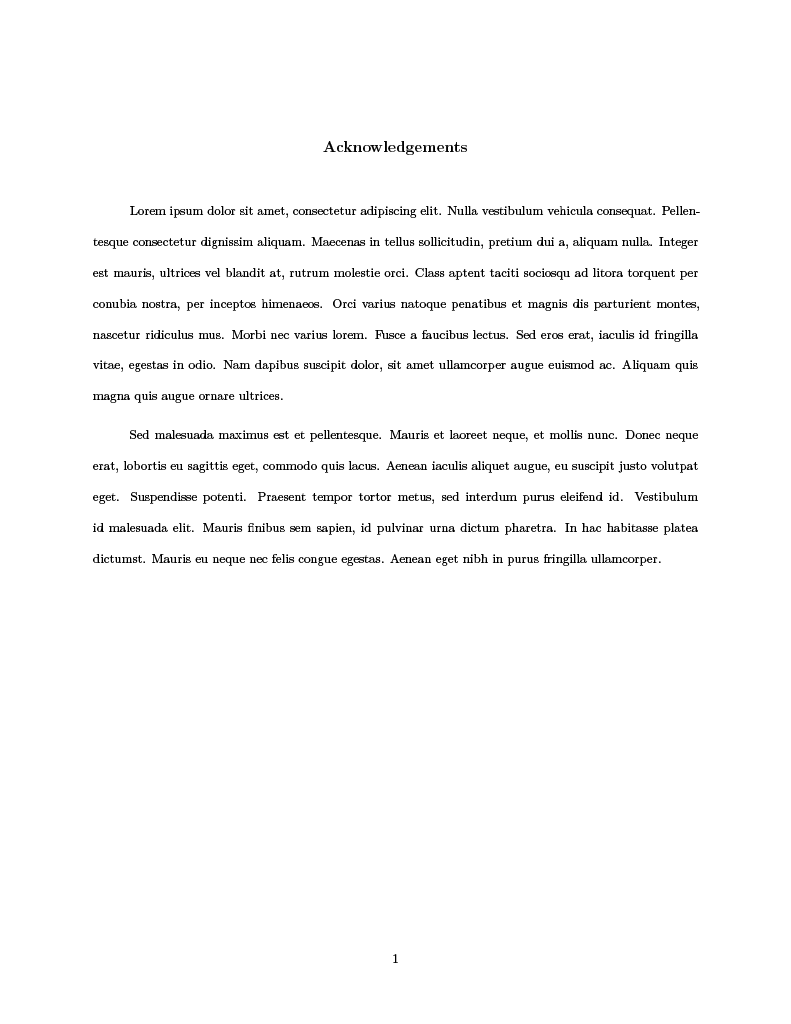 Acknowledgements
Lorem ipsum dolor sit amet, consectetur adipiscing elit. Nulla vestibulum vehicula consequat. Pellen-
tesque consectetur dignissim aliquam. Maecenas in tellus sollicitudin, pretium dui a, aliquam nulla. Integer
est mauris, ultrices vel blandit at, rutrum molestie orci. Class aptent taciti sociosqu ad litora torquent per
conubia nostra, per inceptos himenaeos. Orci varius natoque penatibus et magnis dis parturient montes,
nascetur ridiculus mus. Morbi nec varius lorem. Fusce a faucibus lectus. Sed eros erat, iaculis id fringilla
vitae, egestas in odio. Nam dapibus suscipit dolor, sit amet ullamcorper augue euismod ac. Aliquam quis
magna quis augue ornare ultrices.
Sed malesuada maximus est et pellentesque. Mauris et laoreet neque, et mollis nunc. Donec neque
erat, lobortis eu sagittis eget, commodo quis lacus. Aenean iaculis aliquet augue, eu suscipit justo volutpat
eget. Suspendisse potenti. Praesent tempor tortor metus, sed interdum purus eleifend id. Vestibulum
id malesuada elit. Mauris finibus sem sapien, id pulvinar urna dictum pharetra. In hac habitasse platea
dictumst. Mauris eu neque nec felis congue egestas. Aenean eget nibh in purus fringilla ullamcorper.
1